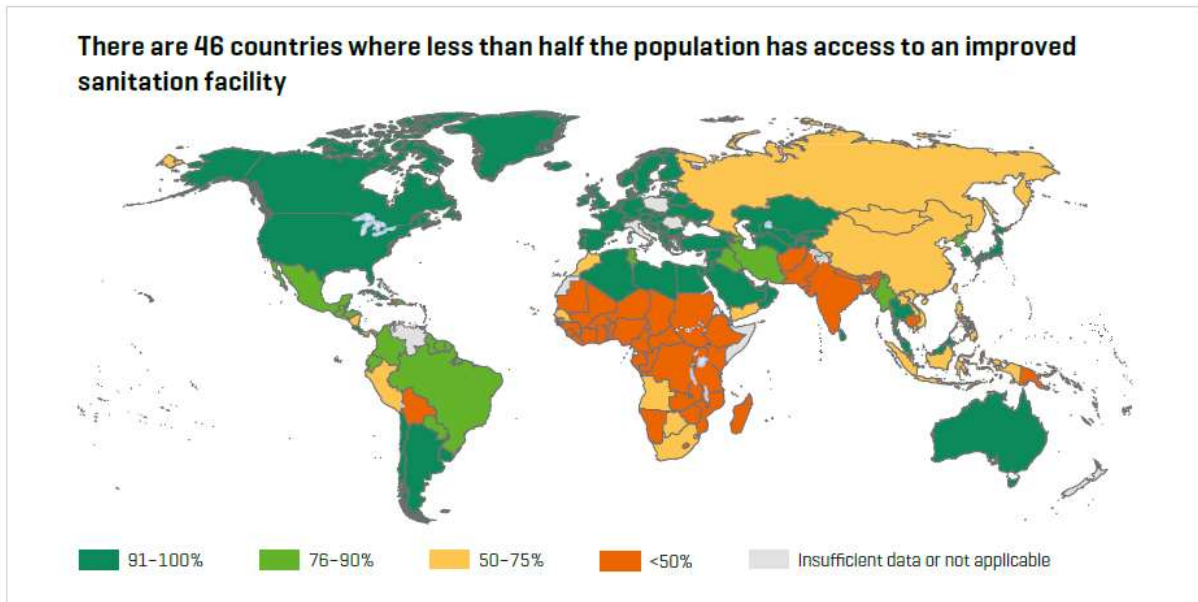 There are 46 countries where less than half the population has access to an improved
sanitation facility
91–100%
76–90%
50–75%
<50%
Insufficient data or not applicable